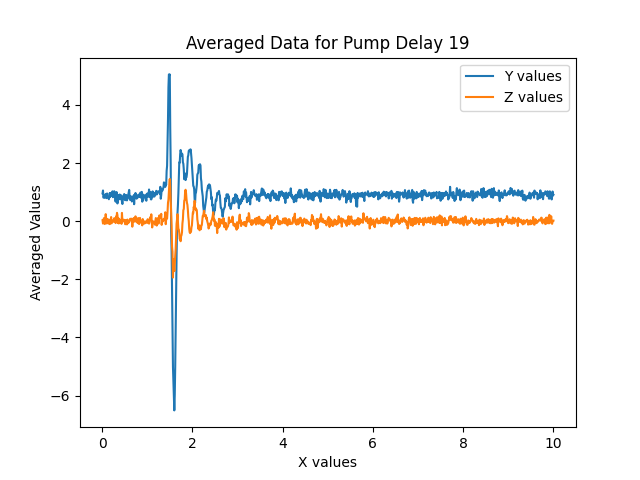 Averaged Data for Pump Delay 19
Y values
Z values
Averaged Values
4
2
0
−2
−4
−6
0
2
4
6
8
10
X values